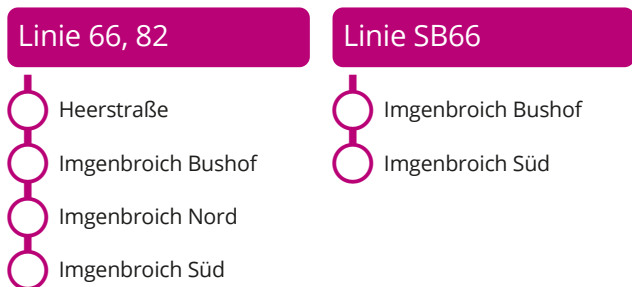 Linie 66, 82
Heerstraße
Imgenbroich Bushof
Imgenbroich Nord
Imgenbroich Süd
Linie SB66
Imgenbroich Bushof
Imgenbroich Süd